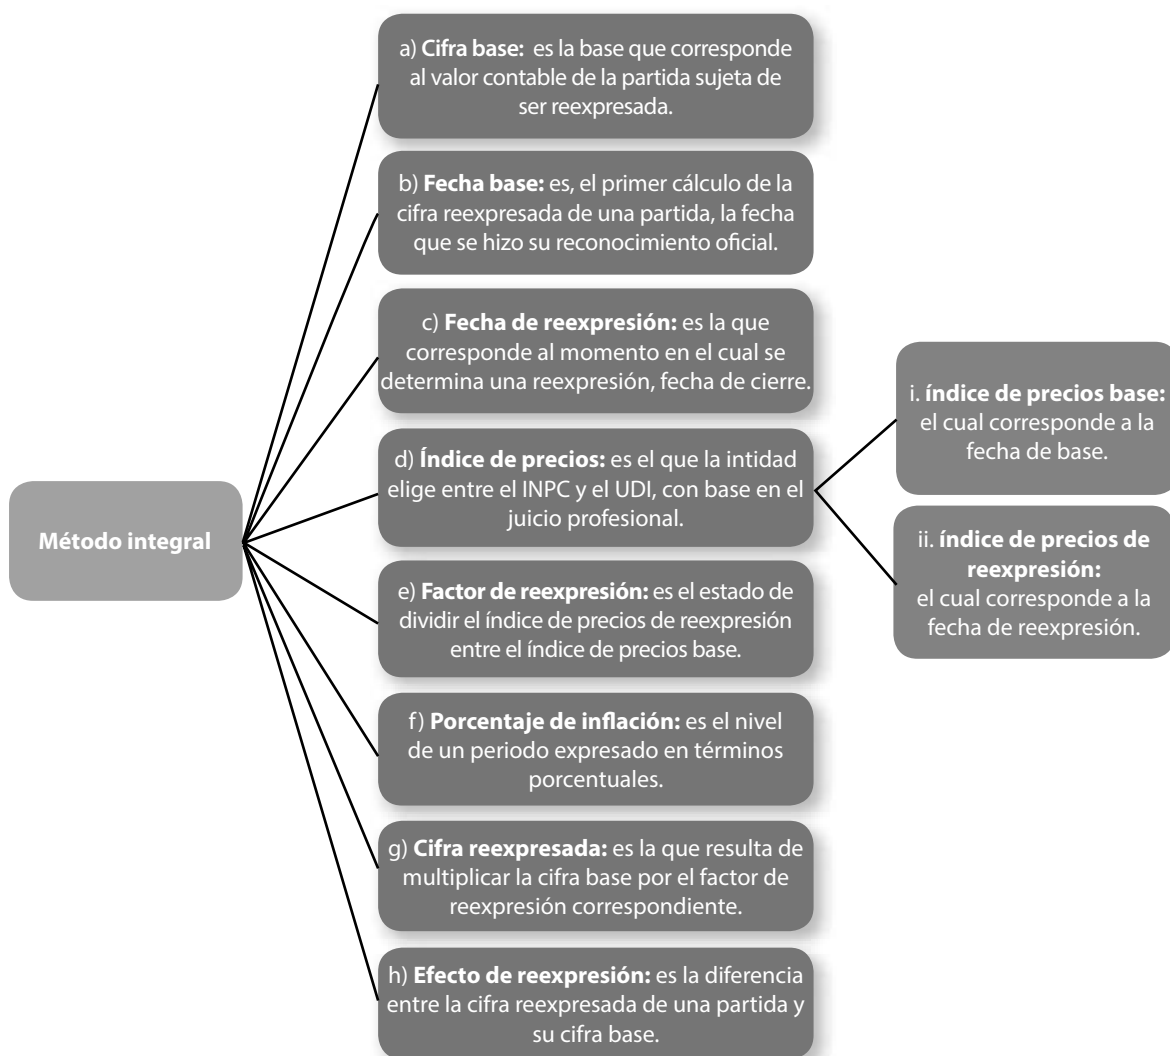 a) Cifra base: es la base que corresponde
al valor contable de la partida sujeta de
ser reexpresada.
b) Fecha base: es, el primer cálculo de la
cifra reexpresada de una partida, la fecha
que se hizo su reconocimiento oficial.
c) Fecha de reexpresión: es la que
corresponde al momento en el cual se
determina una reexpresión, fecha de cierre.
d) Índice de precios: es el que la intidad
elige entre el INPC y el UDI, con base en el
juicio profesional.
i. índice de precios base:
el cual corresponde a la
fecha de base.
ii. índice de precios de
reexpresión:
el cual corresponde a la
fecha de reexpresión.
Método integral
e) Factor de reexpresión: es el estado de
dividir el índice de precios de reexpresión
entre el índice de precios base.
f) Porcentaje de inflación: es el nivel
de un periodo expresado en términos
porcentuales.
g) Cifra reexpresada: es la que resulta de
multiplicar la cifra base por el factor de
reexpresión correspondiente.
h) Efecto de reexpresión: es la diferencia
entre la cifra reexpresada de una partida y
su cifra base.